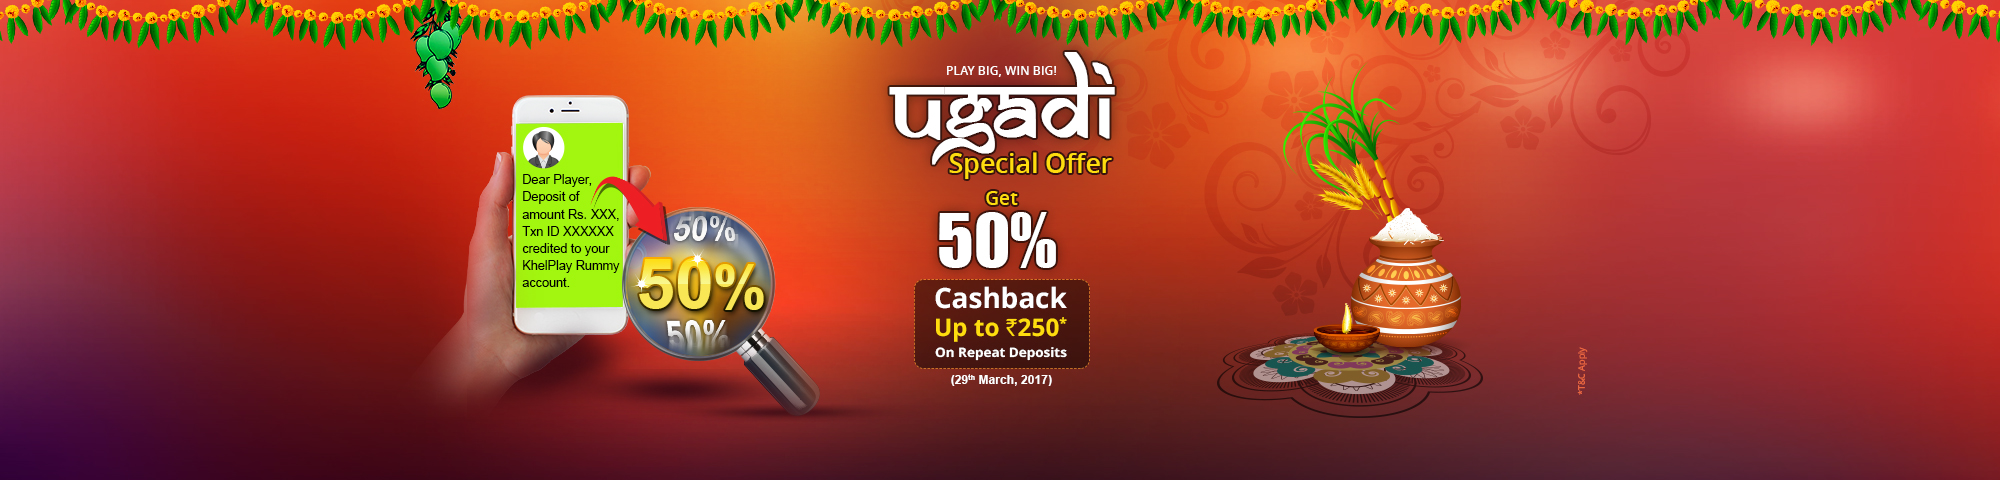 Dear Player,
Deposit of
amount Rs. XXX,
Txn ID XXXXXX
credited to your
KhelPlay Rummy
account.
50%
50%
50%
PLAY BIG, WIN BIG!
ugadi
Special Offer
Get
50%
Cashback
Up to ₹250*
On Repeat Deposits
(29th March, 2017)
*T&C Apply